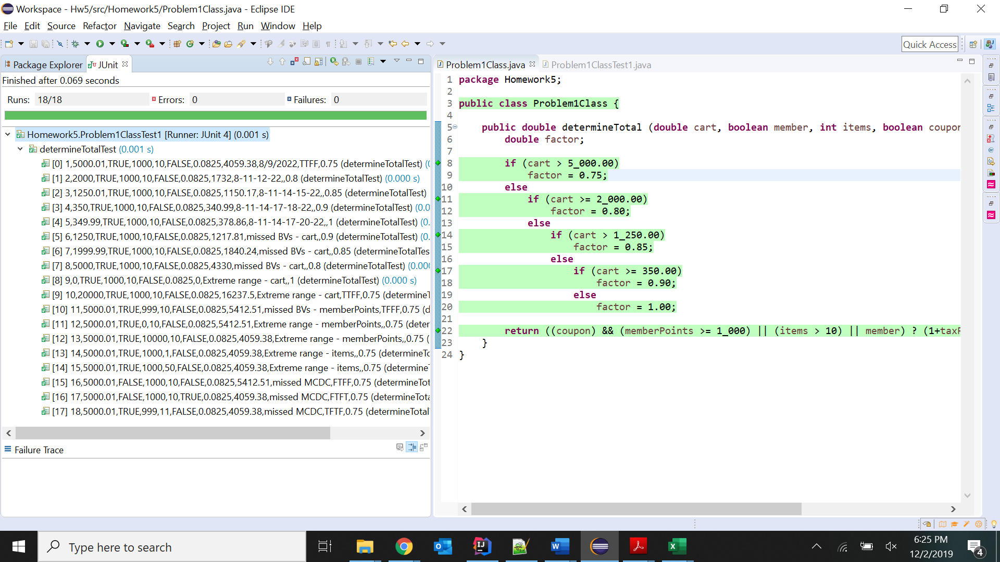 Workspace - Hw5/src/Homework5/Problem1Class.java - Eclipse IDE
File Edit Source Refactor Navigate Search Project Run Window Help
Quick Access
Package Explorer JUnit
Finished after 0.069 seconds
Runs: 18/18 Errors: 0 Failures: 0
Homework5.Problem1ClassTest1 [Runner: JUnit 4] (0.001 s)
determineTotalTest (0.001 s)
[0] 1,5000.01,TRUE,1000,10,FALSE,0.0825,4059.38,8/9/2022,TTFF,0.75 (determineTotalTest) (
[1] 2,2000,TRUE,1000,10,FALSE,0.0825,1732,8-11-12-22,,0.8 (determineTotalTest) (0.000 s)
[2] 3,1250.01,TRUE,1000,10,FALSE,0.0825,1150.17,8-11-14-15-22,,0.85 (determineTotalTest)
[3] 4,350,TRUE,1000,10,FALSE,0.0825,340.99,8-11-14-17-18-22,,0.9 (determineTotalTest) (0.0
[4] 5,349.99,TRUE,1000,10,FALSE,0.0825,378.86,8-11-14-17-20-22,,1 (determineTotalTest) (0.
[5] 6,1250,TRUE,1000,10,FALSE,0.0825,1217.81,missed BVs - cart,,0.9 (determineTotalTest) (0.
[6] 7,1999.99,TRUE,1000,10,FALSE,0.0825,1840.24,missed BVs - cart,,0.85 (determineTotalTes
[7] 8,5000,TRUE,1000,10,FALSE,0.0825,4330,missed BVs - cart,,0.8 (determineTotalTest) (0.00
[8] 9,0,TRUE,1000,10,FALSE,0.0825,0,Extreme range - cart,,1 (determineTotalTest) (0.000 s)
[9] 10,20000,TRUE,1000,10,FALSE,0.0825,16237.5,Extreme range - cart,TTFF,0.75 (determineT
[10] 11,5000.01,TRUE,999,10,FALSE,0.0825,5412.51,missed BVs - memberPoints,TFFF,0.75 (d
[11] 12,5000.01,TRUE,0,10,FALSE,0.0825,5412.51,Extreme range - memberPoints,,0.75 (deter
[12] 13,5000.01,TRUE,10000,10,FALSE,0.0825,4059.38,Extreme range - memberPoints,,0.75 (
[13] 14,5000.01,TRUE,1000,1,FALSE,0.0825,4059.38,Extreme range - items,,0.75 (determineTo
[14] 15,5000.01,TRUE,1000,50,FALSE,0.0825,4059.38,Extreme range - items,,0.75 (determine
[15] 16,5000.01,FALSE,1000,10,FALSE,0.0825,5412.51,missed MCDC,FTFF,0.75 (determineTot
[16] 17,5000.01,FALSE,1000,10,TRUE,0.0825,4059.38,missed MCDC,FTFT,0.75 (determineTota
[17] 18,5000.01,TRUE,999,11,FALSE,0.0825,4059.38,missed MCDC,TFTF,0.75 (determineTotal
Failure Trace
Problem1Class.java Problem1ClassTest1.java
1 package Homework5;
2
3 public class Problem1Class {
4
5 public double determineTotal (double cart, boolean member, int items, boolean coupon
6 double factor;
7
8 if (cart > 5_000.00)
9 factor = 0.75;
10 else
11 if (cart >= 2_000.00)
12 factor = 0.80;
13 else
14 if (cart > 1_250.00)
15 factor = 0.85;
16 else
17 if (cart >= 350.00)
18 factor = 0.90;
19 else
20 factor = 1.00;
21
22 return ((coupon) && (memberPoints >= 1_000) || (items > 10) || member) ? (1+taxR
23 }
24 }
Type here to search
6:25 PM
12/2/2019
4